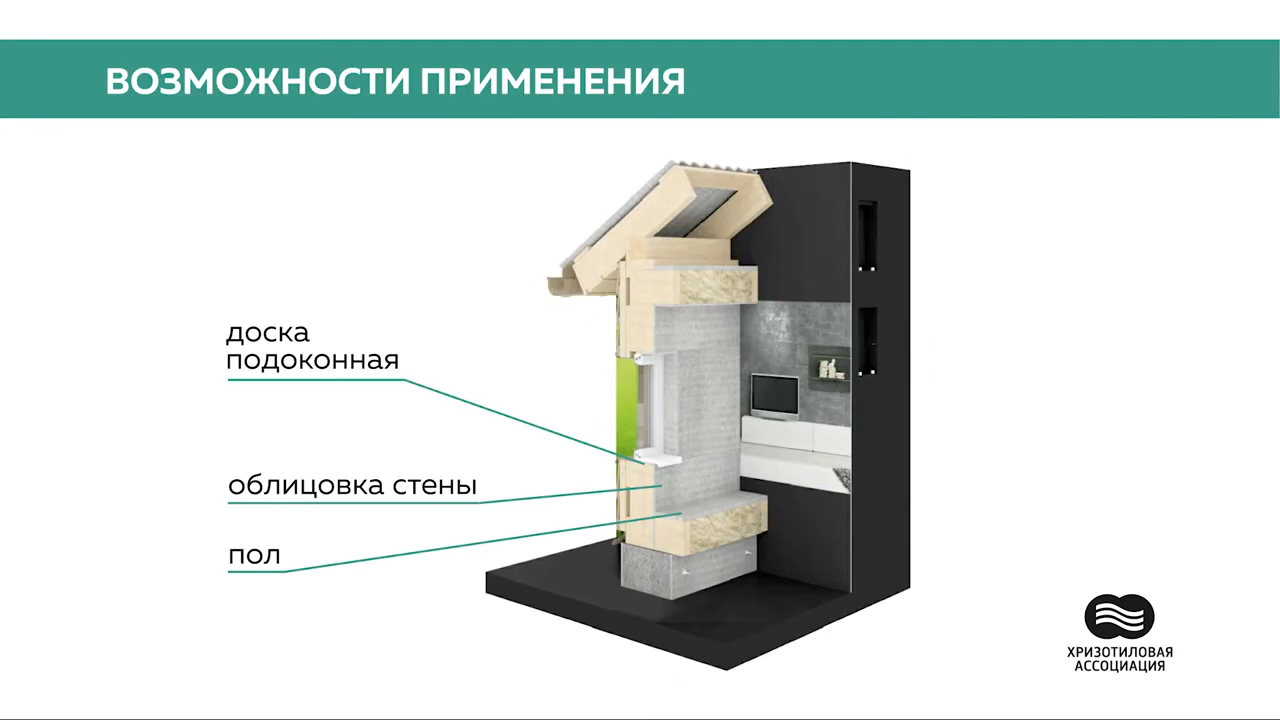 ВОЗМОЖНОСТИ ПРИМЕНЕНИЯ
доска
подоконная
облицовка стены
пол
ХРИЗОТИЛОВАЯ
АССОЦИАЦИЯ